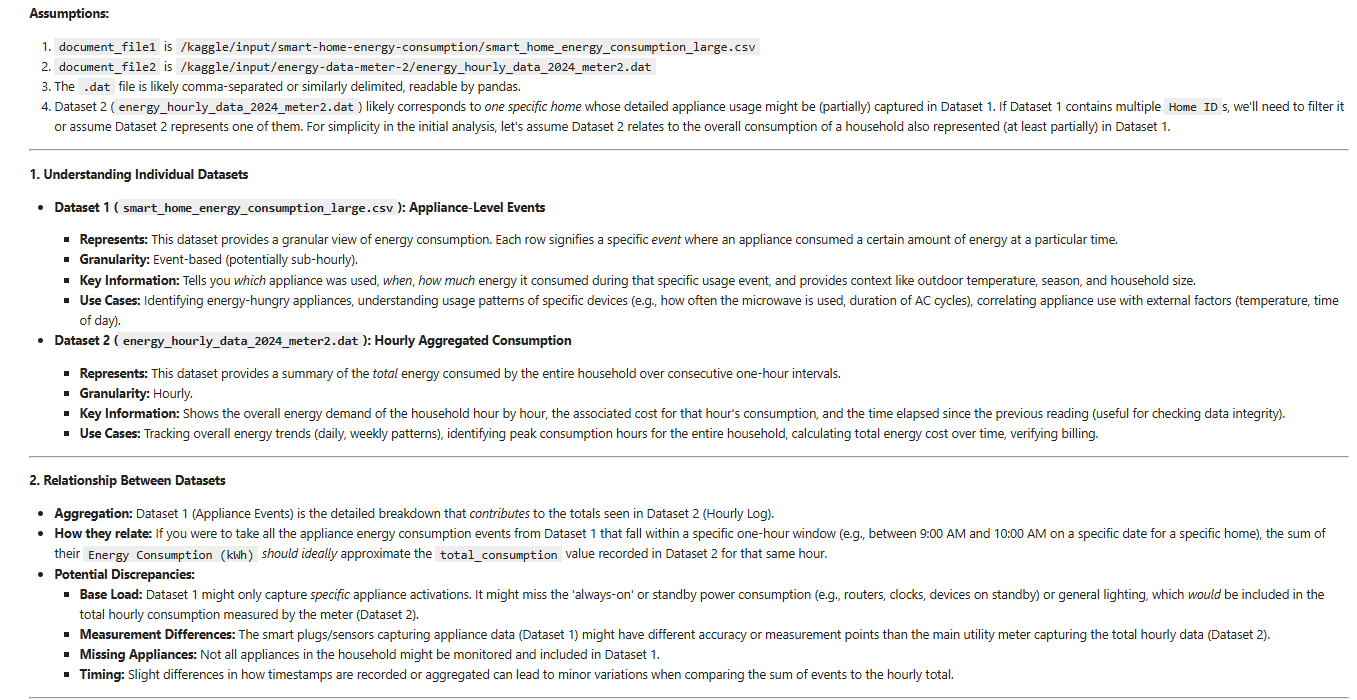 Assumptions:
1. document_file1 is /kaggle/input/smart-home-energy-consumption/smart_home_energy_consumption_large.csv
2. document_file2 is /kaggle/input/energy-data-meter-2/energy_hourly_data_2024_meter2.dat
3. The .dat file is likely comma-separated or similarly delimited, readable by pandas.
4. Dataset 2 ( energy_hourly_data_2024_meter2.dat ) likely corresponds to one specific home whose detailed appliance usage might be (partially) captured in Dataset 1. If Dataset 1 contains multiple Home ID s, we'll need to filter it
or assume Dataset 2 represents one of them. For simplicity in the initial analysis, let's assume Dataset 2 relates to the overall consumption of a household also represented (at least partially) in Dataset 1.
1. Understanding Individual Datasets
• Dataset 1 ( smart_home_energy_consumption_large.csv ): Appliance-Level Events
▪ Represents: This dataset provides a granular view of energy consumption. Each row signifies a specific event where an appliance consumed a certain amount of energy at a particular time.
▪ Granularity: Event-based (potentially sub-hourly).
▪ Key Information: Tells you which appliance was used, when, how much energy it consumed during that specific usage event, and provides context like outdoor temperature, season, and household size.
▪ Use Cases: Identifying energy-hungry appliances, understanding usage patterns of specific devices (e.g., how often the microwave is used, duration of AC cycles), correlating appliance use with external factors (temperature, time
of day).
• Dataset 2 ( energy_hourly_data_2024_meter2.dat ): Hourly Aggregated Consumption
▪ Represents: This dataset provides a summary of the total energy consumed by the entire household over consecutive one-hour intervals.
▪ Granularity: Hourly.
▪ Key Information: Shows the overall energy demand of the household hour by hour, the associated cost for that hour's consumption, and the time elapsed since the previous reading (useful for checking data integrity).
▪ Use Cases: Tracking overall energy trends (daily, weekly patterns), identifying peak consumption hours for the entire household, calculating total energy cost over time, verifying billing.
2. Relationship Between Datasets
• Aggregation: Dataset 1 (Appliance Events) is the detailed breakdown that contributes to the totals seen in Dataset 2 (Hourly Log).
• How they relate: If you were to take all the appliance energy consumption events from Dataset 1 that fall within a specific one-hour window (e.g., between 9:00 AM and 10:00 AM on a specific date for a specific home), the sum of
their Energy Consumption (kWh) should ideally approximate the total_consumption value recorded in Dataset 2 for that same hour.
• Potential Discrepancies:
▪ Base Load: Dataset 1 might only capture specific appliance activations. It might miss the 'always-on' or standby power consumption (e.g., routers, clocks, devices on standby) or general lighting, which would be included in the
total hourly consumption measured by the meter (Dataset 2).
▪ Measurement Differences: The smart plugs/sensors capturing appliance data (Dataset 1) might have different accuracy or measurement points than the main utility meter capturing the total hourly data (Dataset 2).
▪ Missing Appliances: Not all appliances in the household might be monitored and included in Dataset 1.
▪ Timing: Slight differences in how timestamps are recorded or aggregated can lead to minor variations when comparing the sum of events to the hourly total.